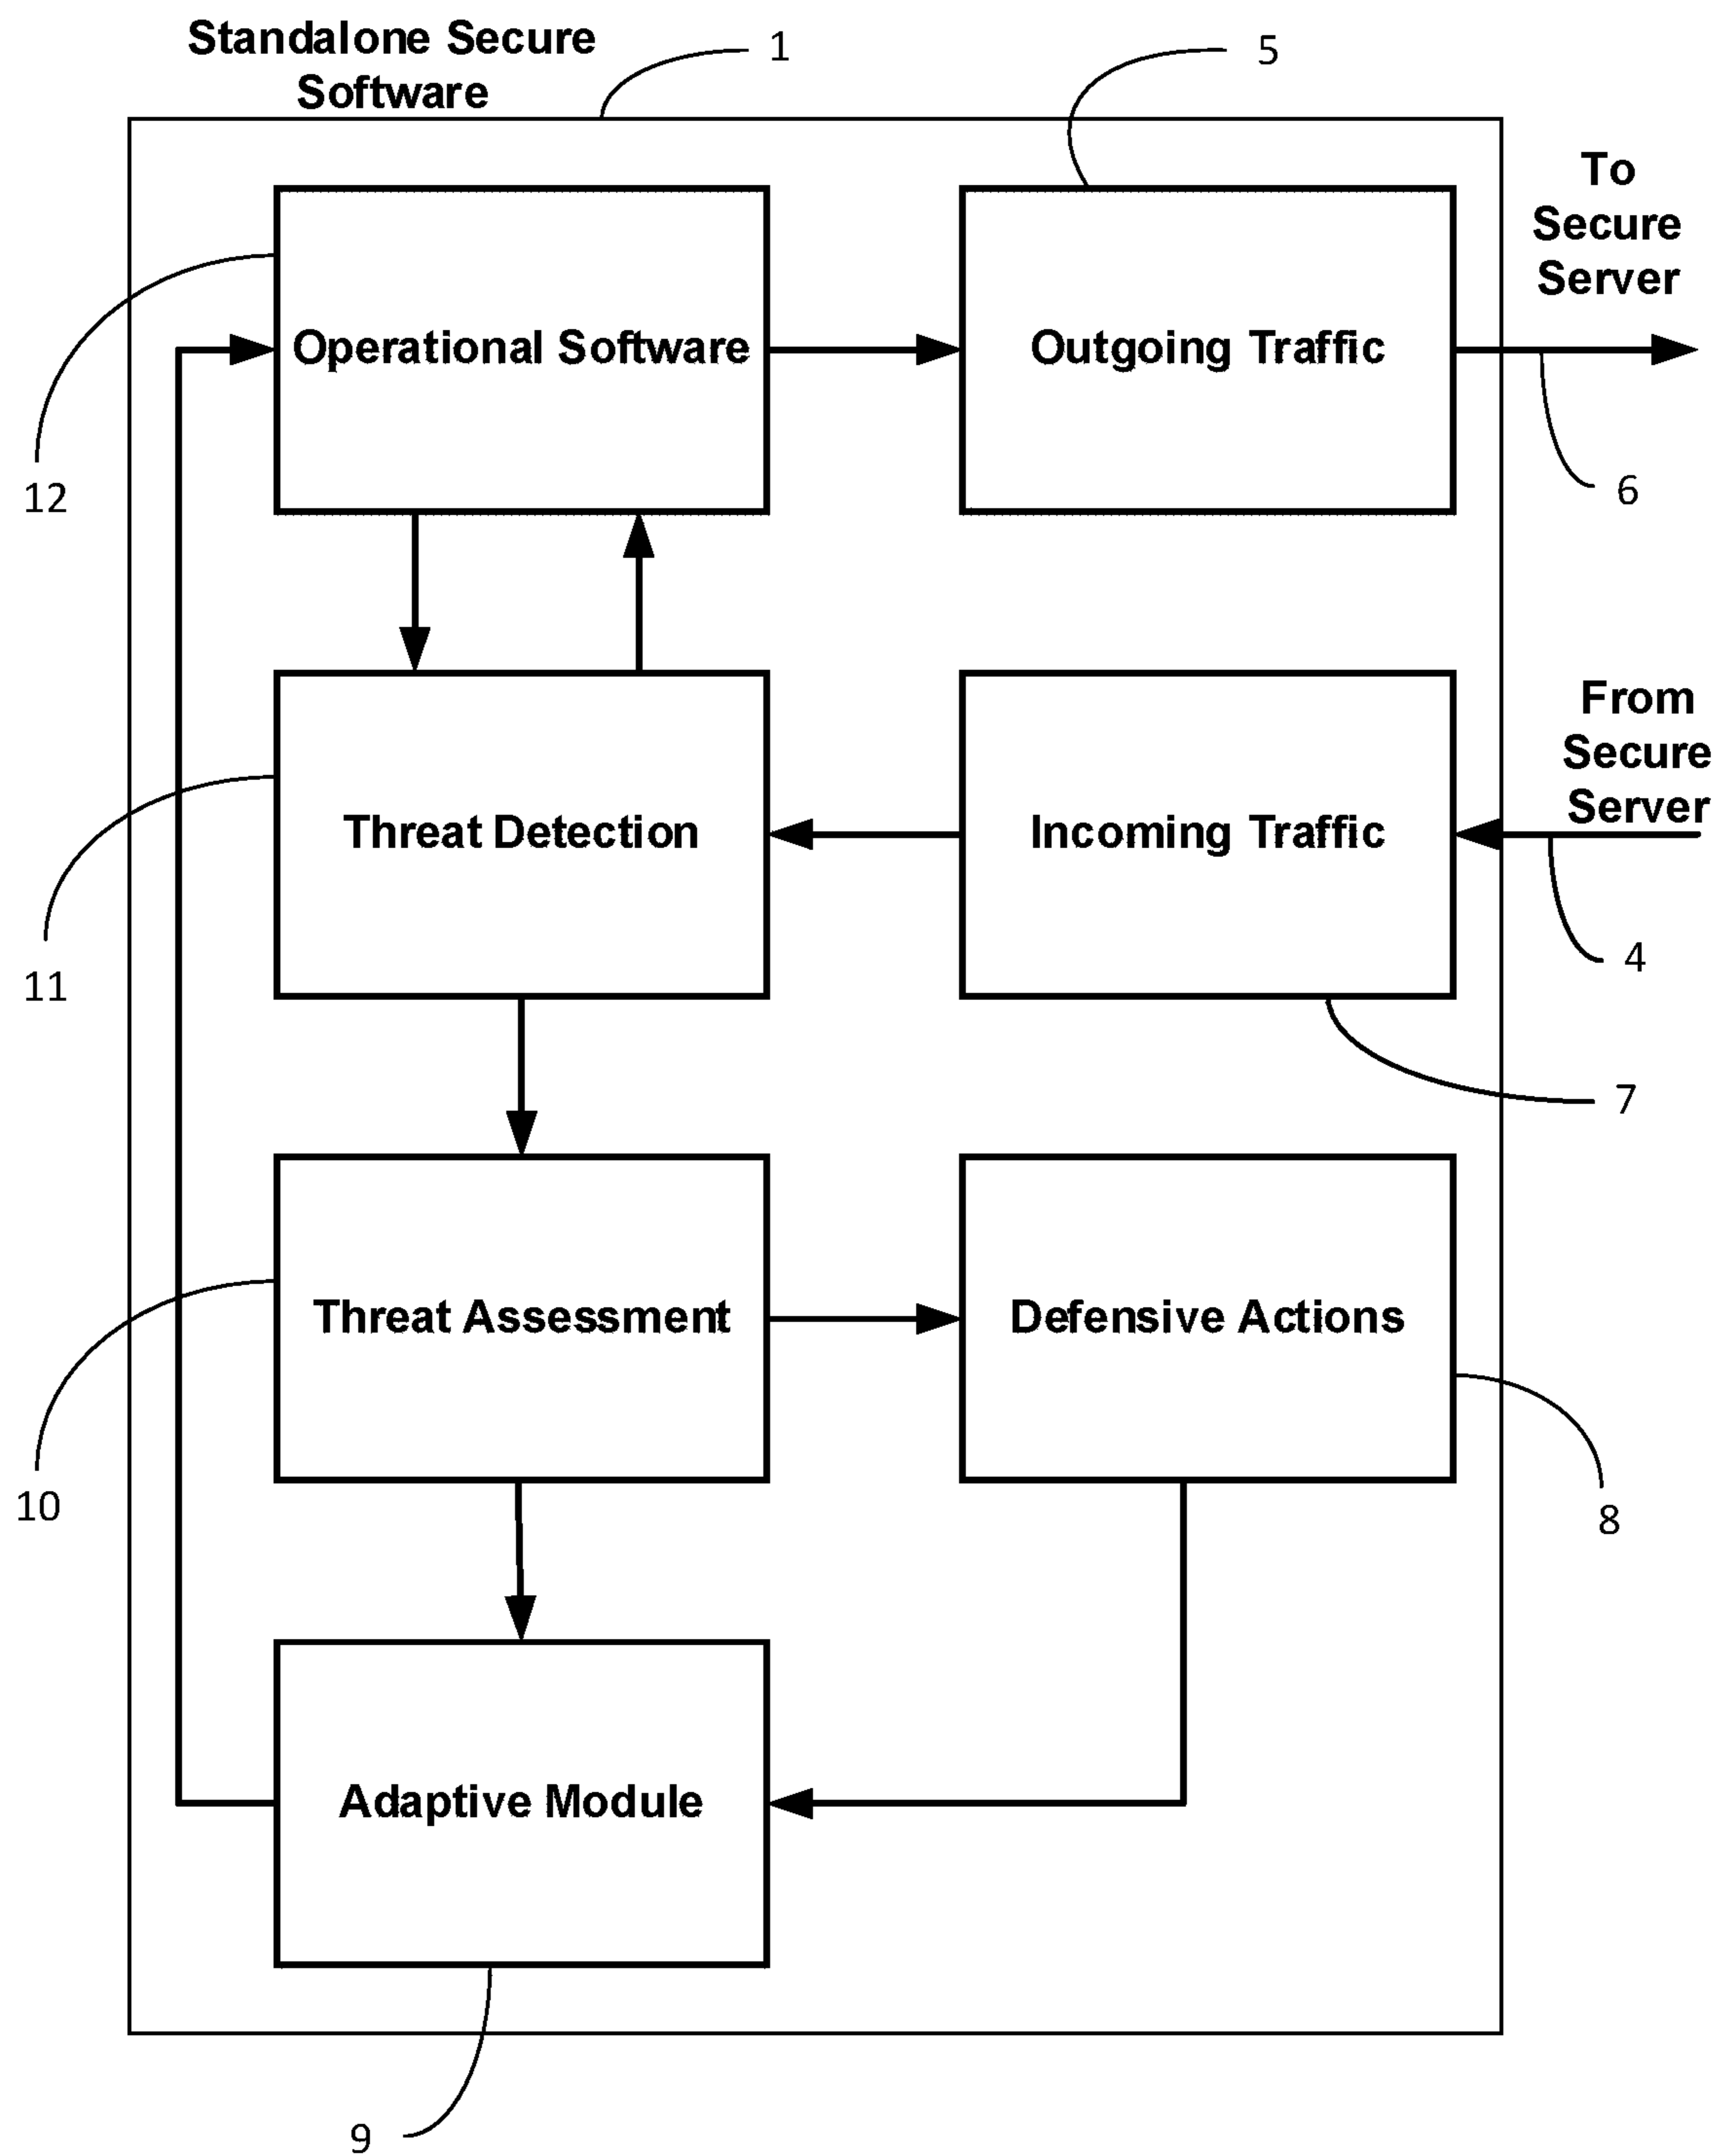 Standalone Secure
Software
1
5
To
Secure
Server
Operational Software
Outgoing Traffic
12
6
From
Secure
Server
Threat Detection
Incoming Traffic
11
4
7
Threat Assessment
Defensive Actions
10
8
Adaptive Module
9